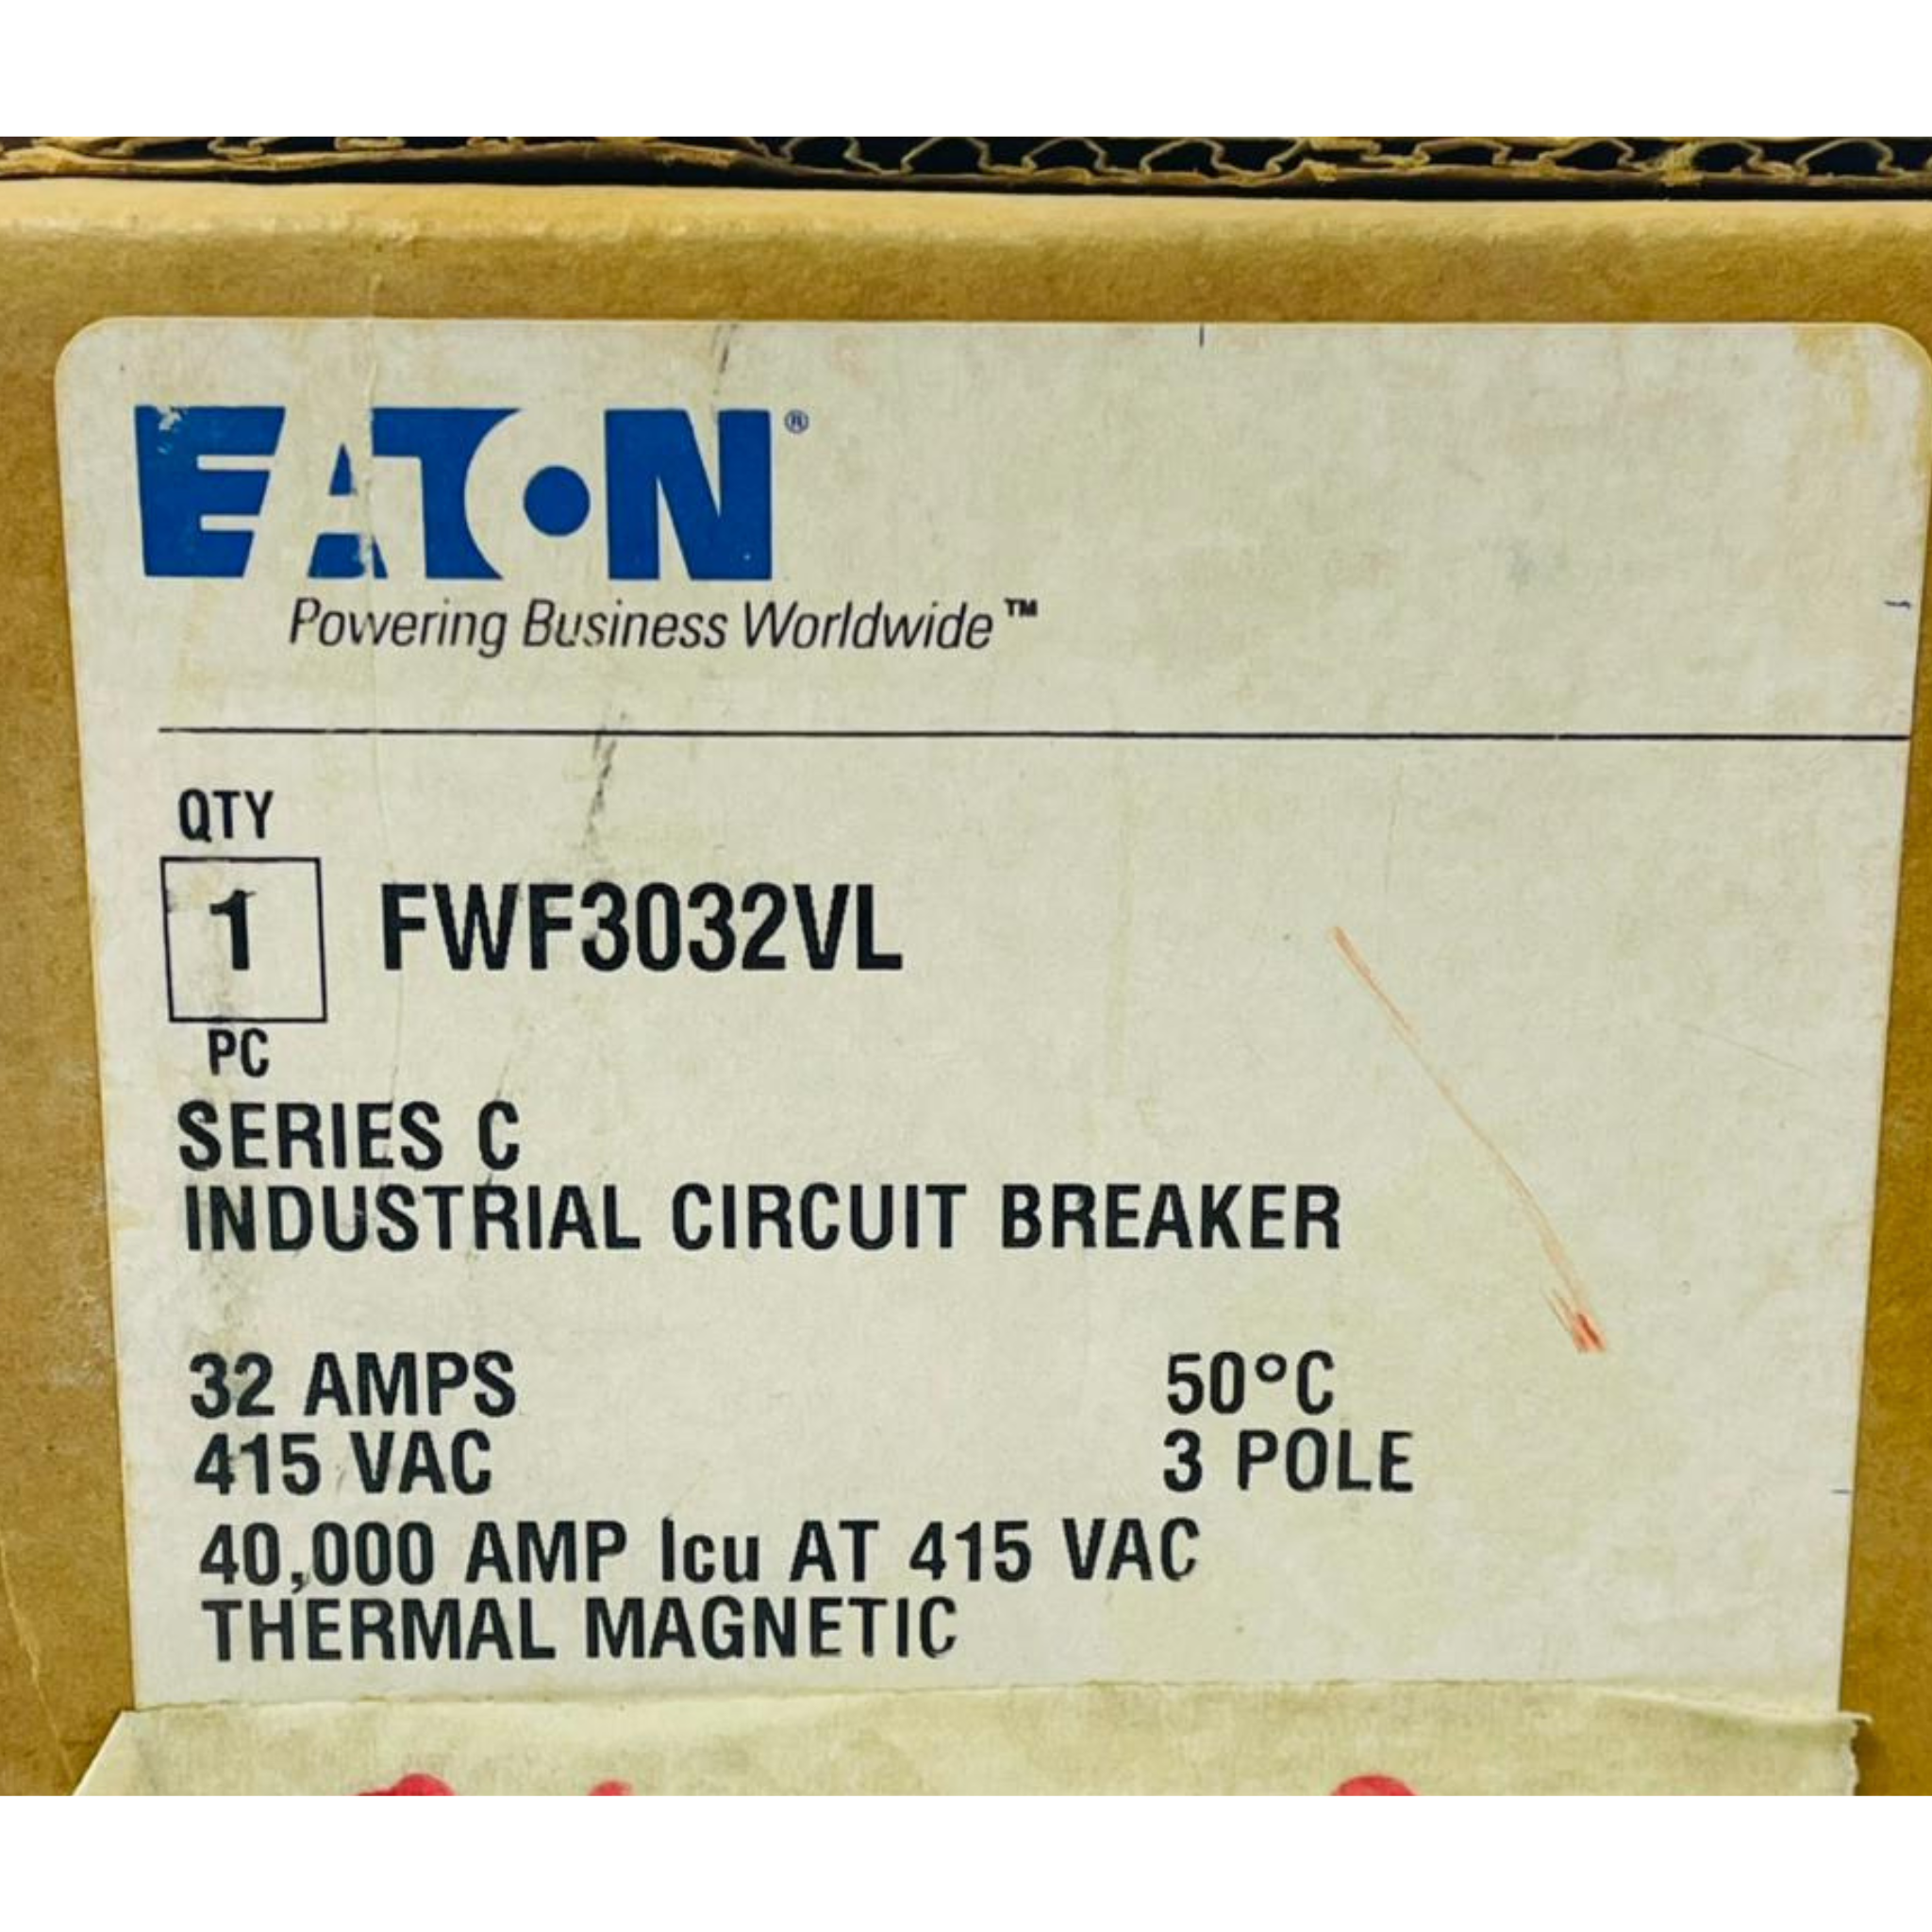 EATON®
Powering Business Worldwide™
QTY
1 FWF3032VL
PC
SERIES C
INDUSTRIAL CIRCUIT BREAKER
32 AMPS 50°C
415 VAC 3 POLE
40,000 AMP Icu AT 415 VAC
THERMAL MAGNETIC